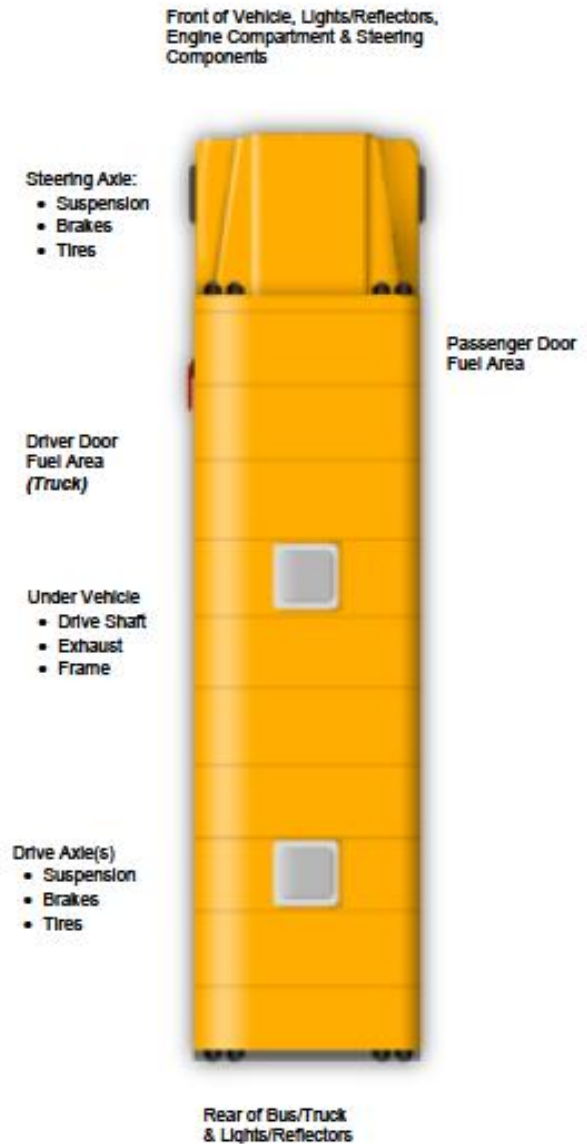 Front of Vehicle, Lights/Reflectors,
Engine Compartment & Steering
Components
Steering Axle:
• Suspension
• Brakes
• Tires
Passenger Door
Fuel Area
Driver Door
Fuel Area
(Truck)
Under Vehicle
• Drive Shaft
• Exhaust
• Frame
Drive Axle(s)
• Suspension
• Brakes
• Tires
Rear of Bus/Truck
& Lights/Reflectors